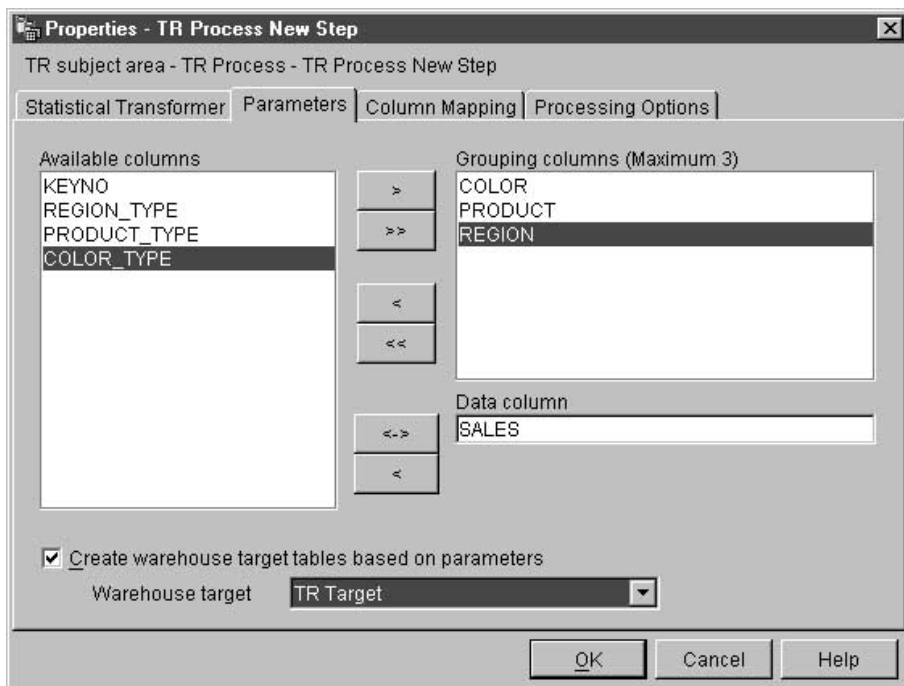 Properties - TR Process New Step
TR subject area - TR Process - TR Process New Step
Statistical Transformer Parameters Column Mapping Processing Options
Available columns
KEYNO
REGION_TYPE
PRODUCT_TYPE
COLOR_TYPE
>
>>
<
<<
<->
<
Grouping columns (Maximum 3)
COLOR
PRODUCT
REGION
Data column
SALES
Create warehouse target tables based on parameters
Warehouse target TR Target
OK Cancel Help